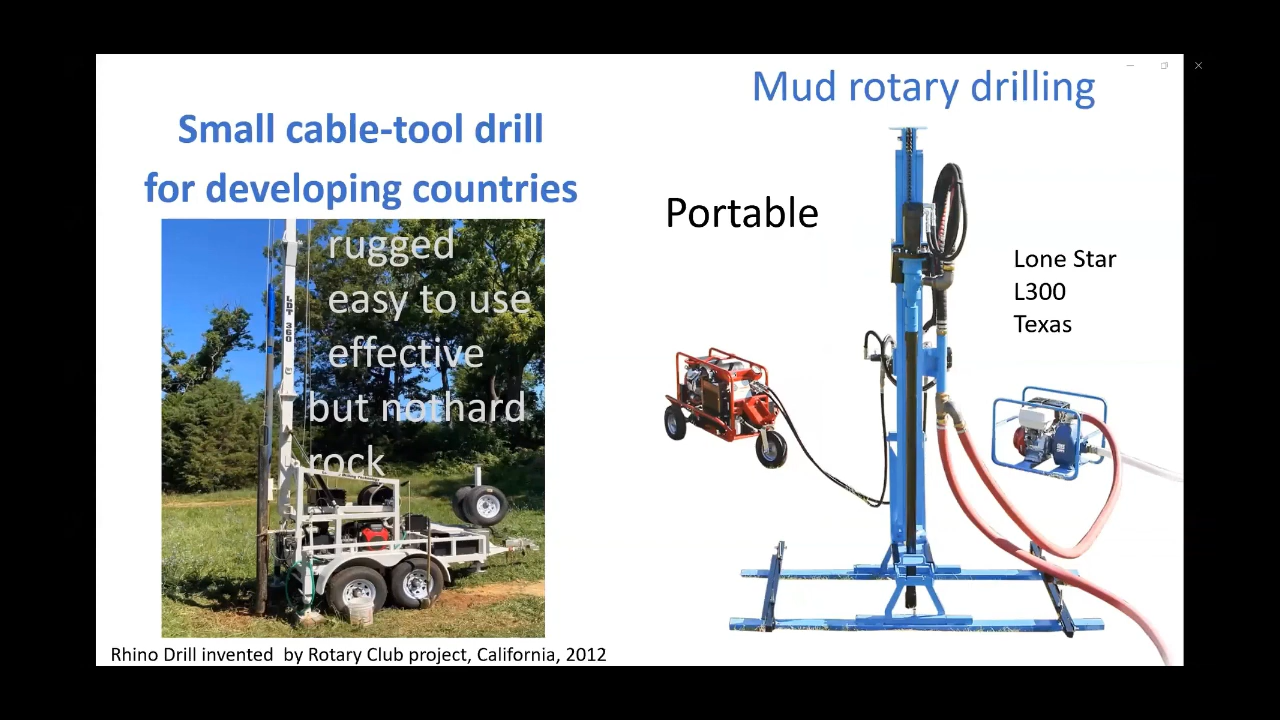 Small cable-tool drill
for developing countries
rugged
easy to use
effective
but nothard
rock
LDT 360
Rhino Drill invented by Rotary Club project, California, 2012
Mud rotary drilling
Portable
Lone Star
L300
Texas